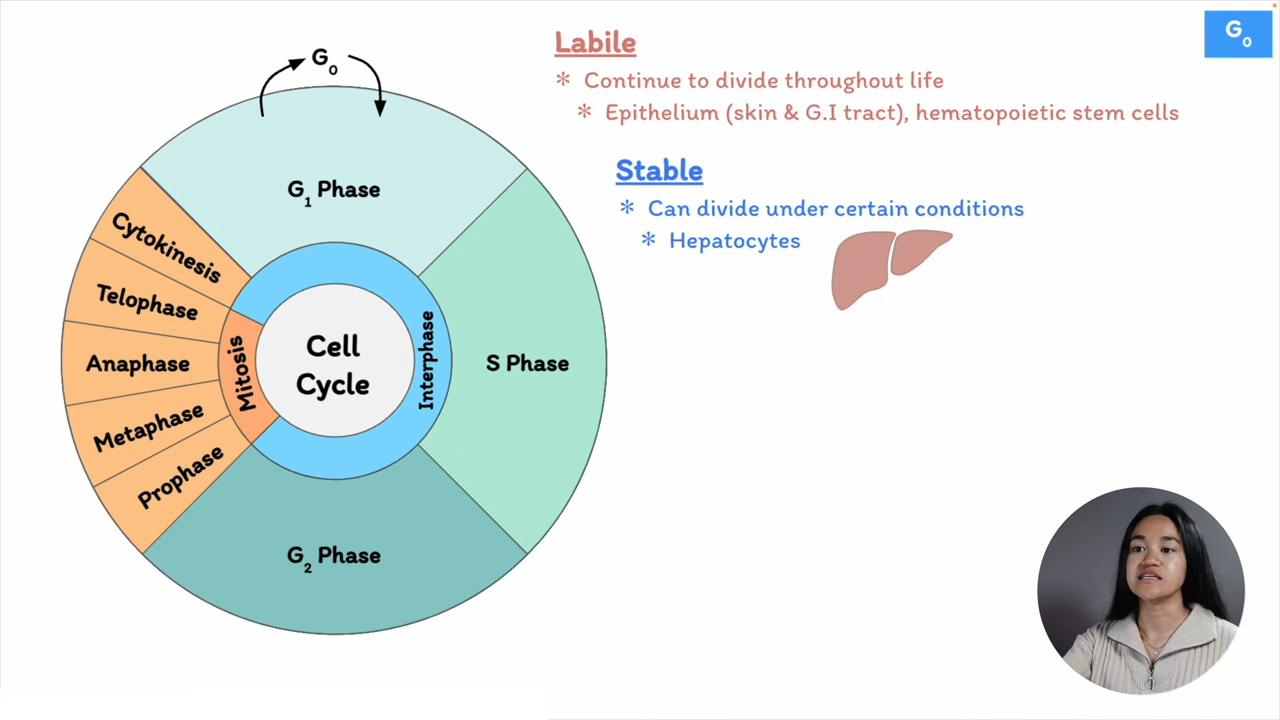 G₀
Labile
* Continue to divide throughout life
* Epithelium (skin & G.I tract), hematopoietic stem cells
Stable
* Can divide under certain conditions
* Hepatocytes
G₀
G₁ Phase
Cytokinesis
Telophase
Anaphase
Metaphase
Prophase
Mitosis
Cell
Cycle
Interphase
S Phase
G₂ Phase